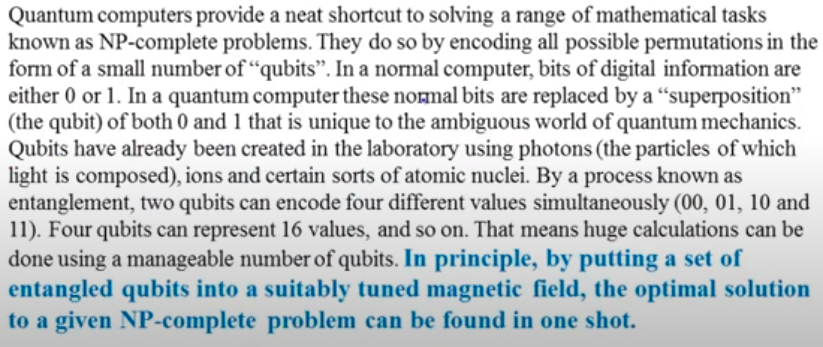 Quantum computers provide a neat shortcut to solving a range of mathematical tasks
known as NP-complete problems. They do so by encoding all possible permutations in the
form of a small number of “qubits”. In a normal computer, bits of digital information are
either 0 or 1. In a quantum computer these normal bits are replaced by a “superposition”
(the qubit) of both 0 and 1 that is unique to the ambiguous world of quantum mechanics.
Qubits have already been created in the laboratory using photons (the particles of which
light is composed), ions and certain sorts of atomic nuclei. By a process known as
entanglement, two qubits can encode four different values simultaneously (00, 01, 10 and
11). Four qubits can represent 16 values, and so on. That means huge calculations can be
done using a manageable number of qubits. In principle, by putting a set of
entangled qubits into a suitably tuned magnetic field, the optimal solution
to a given NP-complete problem can be found in one shot.